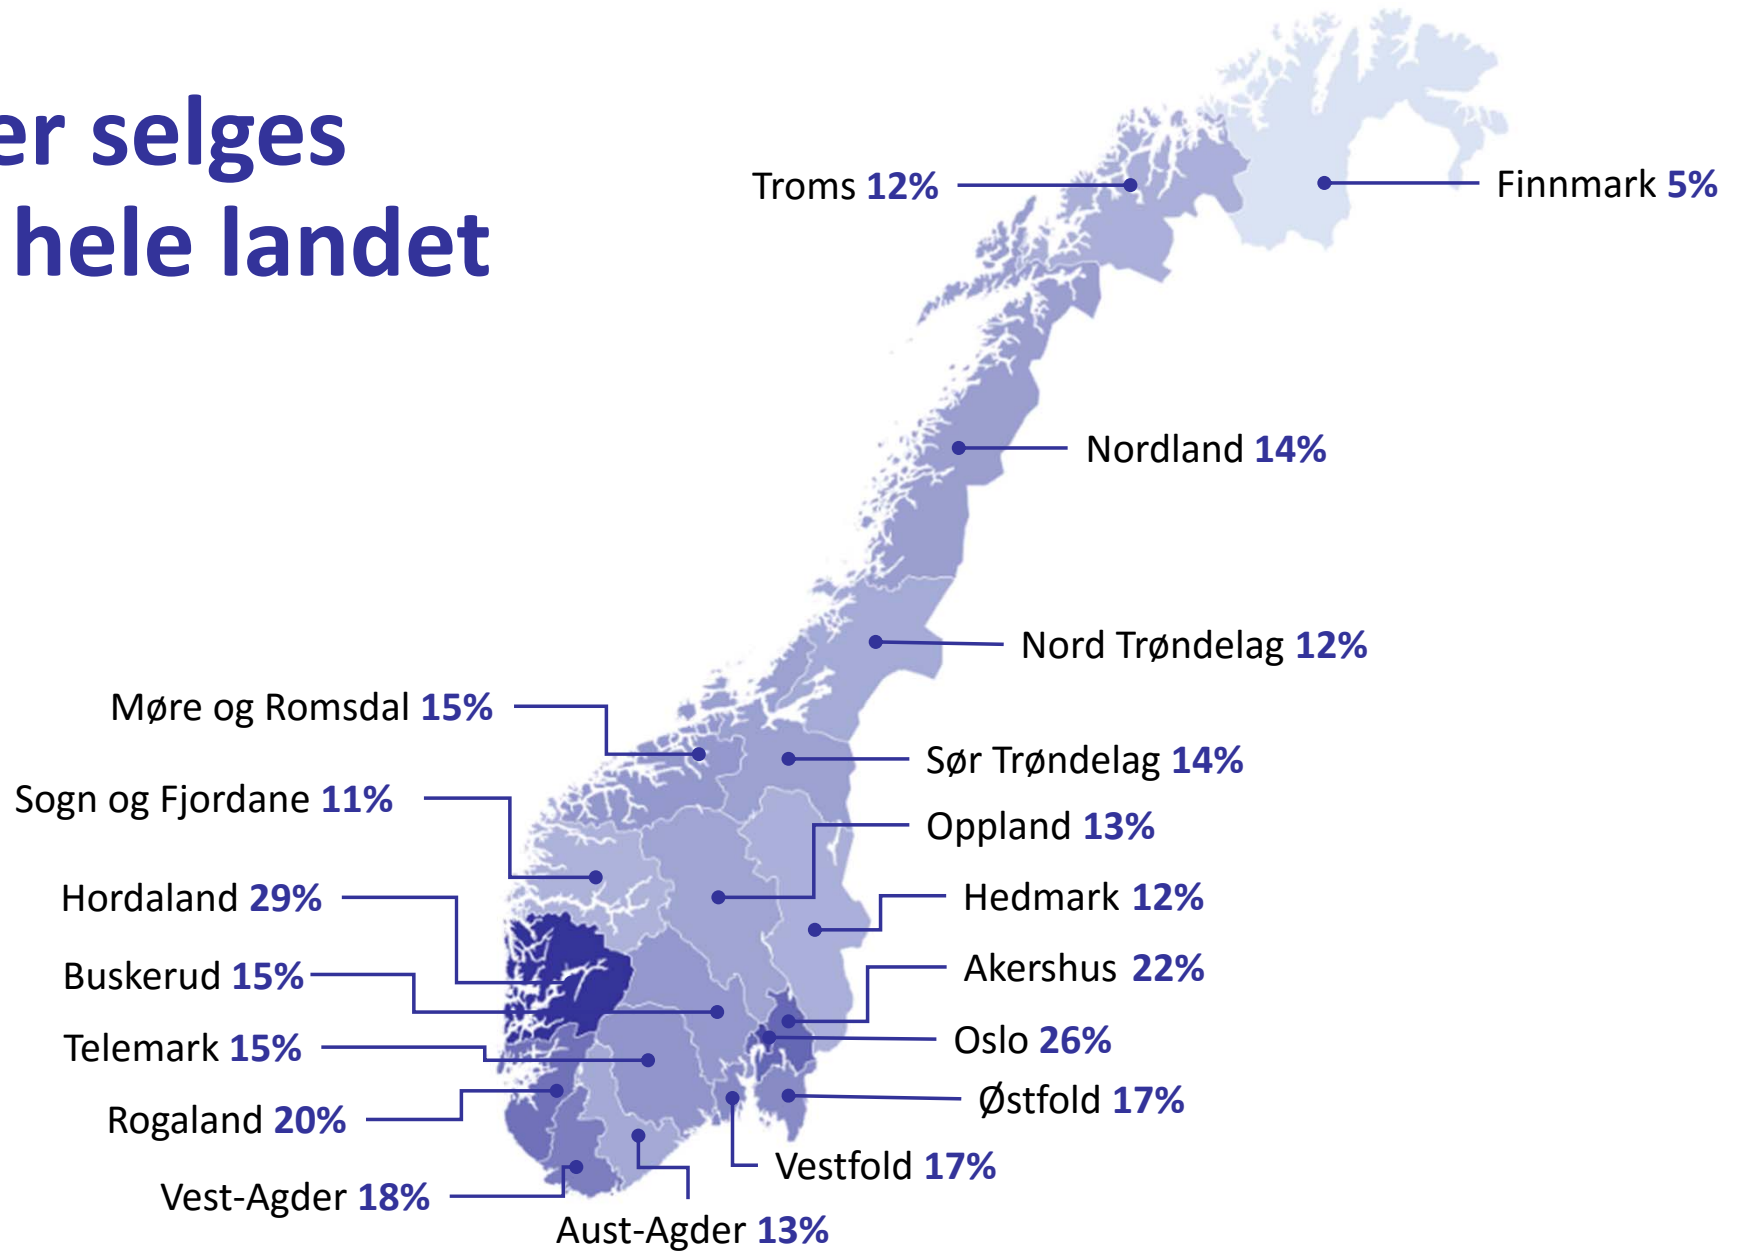 er selges
hele landet
Troms 12%
Finnmark 5%
Nordland 14%
Nord Trøndelag 12%
Møre og Romsdal 15%
Sør Trøndelag 14%
Sogn og Fjordane 11%
Oppland 13%
Hordaland 29%
Hedmark 12%
Buskerud 15%
Akershus 22%
Telemark 15%
Oslo 26%
Rogaland 20%
Østfold 17%
Vestfold 17%
Vest-Agder 18%
Aust-Agder 13%